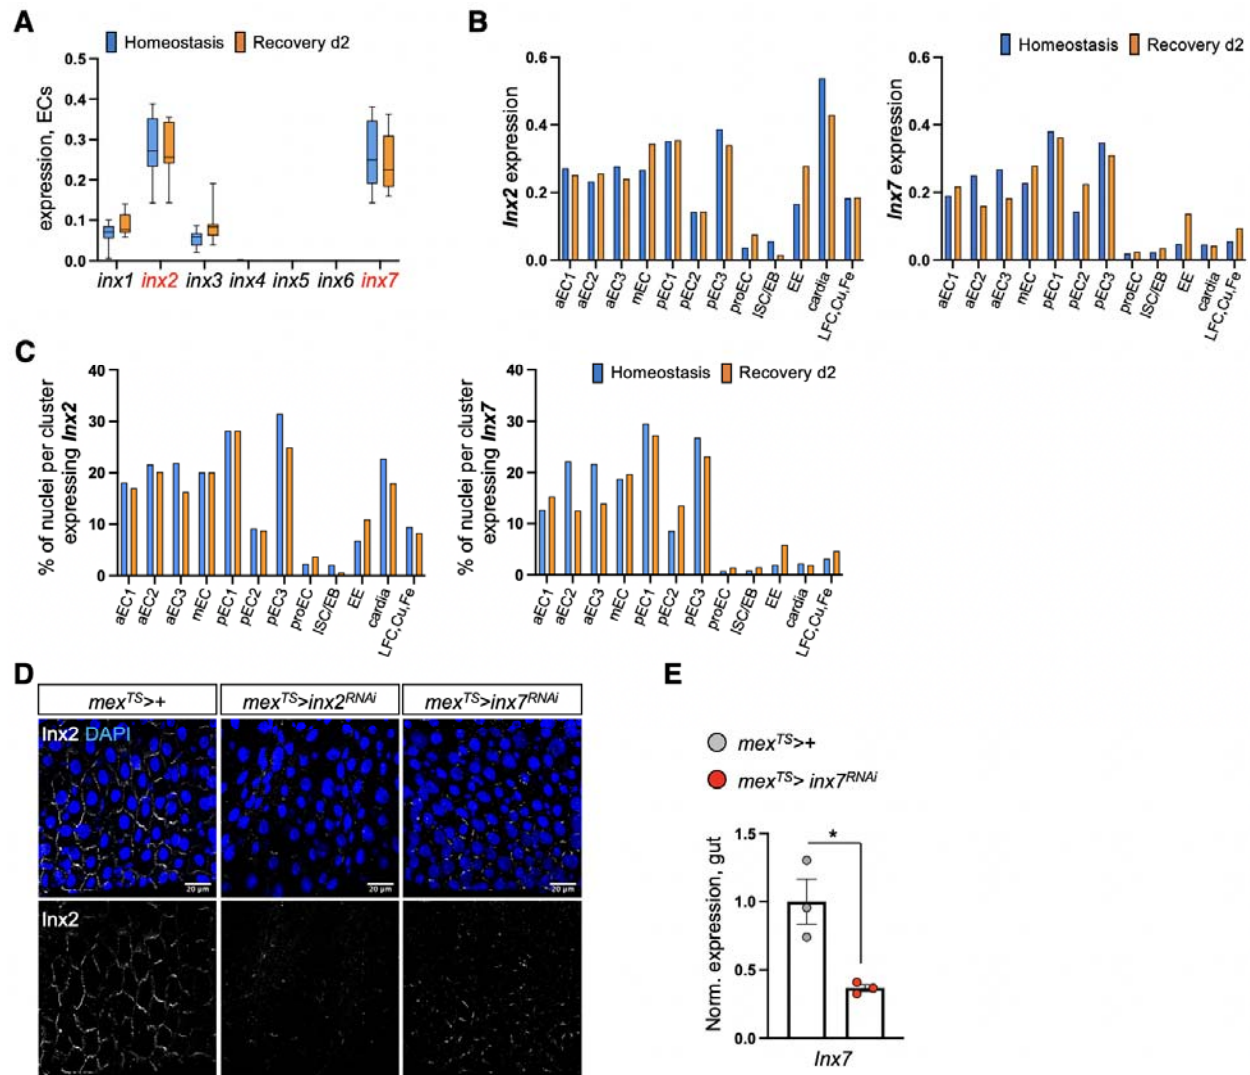 A
Homeostasis Recovery d2
expression, ECs
0.5
0.4
0.3
0.2
0.1
0.0
inx1 inx2 inx3 inx4 inx5 inx6 inx7
B
Homeostasis Recovery d2
Inx2 expression
0.6
0.4
0.2
0.0
aEC1 aEC2 aEC3 mEC pEC1 pEC2 pEC3 proEC ISC/EB EE cardia LFC,Cu,Fe
Inx7 expression
0.6
0.4
0.2
0.0
aEC1 aEC2 aEC3 mEC pEC1 pEC2 pEC3 proEC ISC/EB EE cardia LFC,Cu,Fe
C
% of nuclei per cluster
expressing Inx2
40
30
20
10
0
aEC1 aEC2 aEC3 mEC pEC1 pEC2 pEC3 proEC ISC/EB EE cardia LFC,Cu,Fe
Homeostasis Recovery d2
% of nuclei per cluster
expressing Inx7
40
30
20
10
0
aEC1 aEC2 aEC3 mEC pEC1 pEC2 pEC3 proEC ISC/EB EE cardia LFC,Cu,Fe
D
mexTS>+ mexTS>inx2RNAi mexTS>inx7RNAi
Inx2 DAPI
20 µm 20 µm 20 µm
Inx2
E
mexTS>+
mexTS> inx7RNAi
Norm. expression, gut
1.5
1.0
0.5
0.0
*
Inx7